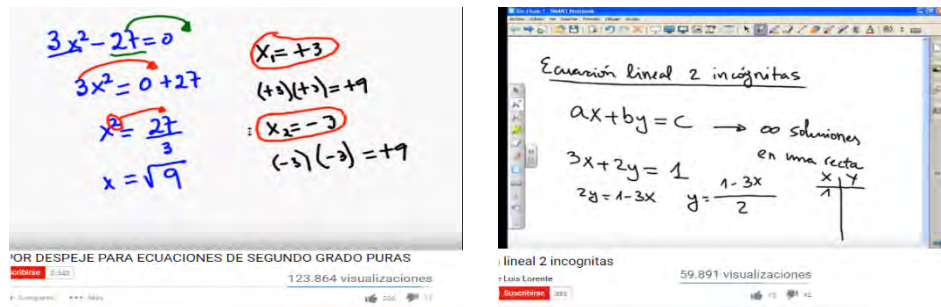 3x² - 27 = 0
3x² = 0 + 27
x² = 27/3
x = √9
x₁ = +3
(+3)(+3) = +9
x₂ = -3
(-3)(-3) = +9
POR DESPEJE PARA ECUACIONES DE SEGUNDO GRADO PURAS
123.864 visualizaciones
Ecuación lineal 2 incógnitas
ax + by = c → ∞ soluciones
en una recta
3x + 2y = 1
2y = 1 - 3x
y = (1 - 3x)/2
x | y
1
lineal 2 incognitas
Luis Lorente
Suscribirse
59.891 visualizaciones